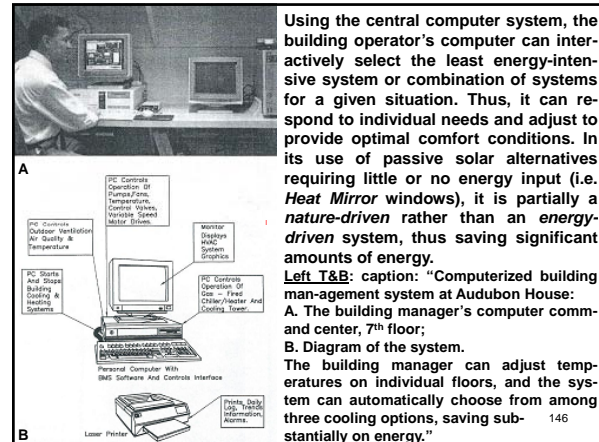 A
PC Controls
Operation Of
Pumps,Fans,
Temperature,
Control Valves,
Variable Speed
Motor Drives.
PC Controls
Outdoor Ventilation
Air Quality &
Temperature
Monitor
Displays
HVAC
System
Graphics
PC Starts
And Stops
Building
Cooling &
Heating
Systems
PC Controls
Operation Of
Gas – Fired
Chiller/Heater And
Cooling Tower.
Personal Computer With
BMS Software And Controls Interface
Prints Daily
Log, Trends
Information,
Alarms.
Laser Printer
B
Using the central computer system, the
building operator's computer can inter-
actively select the least energy-inten-
sive system or combination of systems
for a given situation. Thus, it can re-
spond to individual needs and adjust to
provide optimal comfort conditions. In
its use of passive solar alternatives
requiring little or no energy input (i.e.
Heat Mirror windows), it is partially a
nature-driven rather than an energy-
driven system, thus saving significant
amounts of energy.
Left T&B: caption: “Computerized building
man-agement system at Audubon House:
A. The building manager's computer comm-
and center, 7th floor;
B. Diagram of the system.
The building manager can adjust temp-
eratures on individual floors, and the sys-
tem can automatically choose from among
three cooling options, saving sub-
stantially on energy.”
146